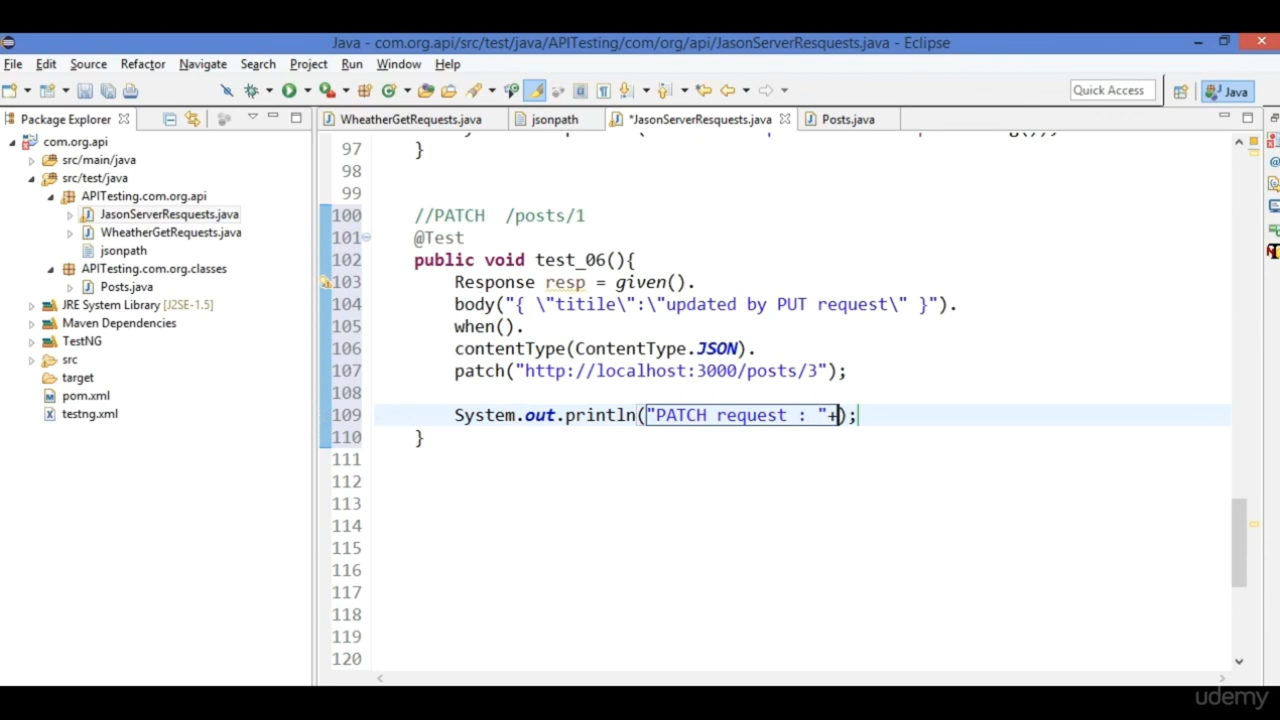 Java - com.org.api/src/test/java/APITesting/com/org/api/JasonServerResquests.java - Eclipse
File Edit Source Refactor Navigate Search Project Run Window Help
Quick Access
Java
Package Explorer
WheatherGetRequests.java
jsonpath
*JasonServerResquests.java
Posts.java
com.org.api
src/main/java
src/test/java
APITesting.com.org.api
JasonServerResquests.java
WheatherGetRequests.java
jsonpath
APITesting.com.org.classes
Posts.java
JRE System Library [J2SE-1.5]
Maven Dependencies
TestNG
src
target
pom.xml
testng.xml
97 }
98
99
100 //PATCH /posts/1
101 @Test
102 public void test_06(){
103 Response resp = given().
104 body("{ \"titile\":\"updated by PUT request\" }").
105 when().
106 contentType(ContentType.JSON).
107 patch("http://localhost:3000/posts/3");
108
109 System.out.println("PATCH request : "+);
110 }
111
112
113
114
115
116
117
118
119
120
udemy